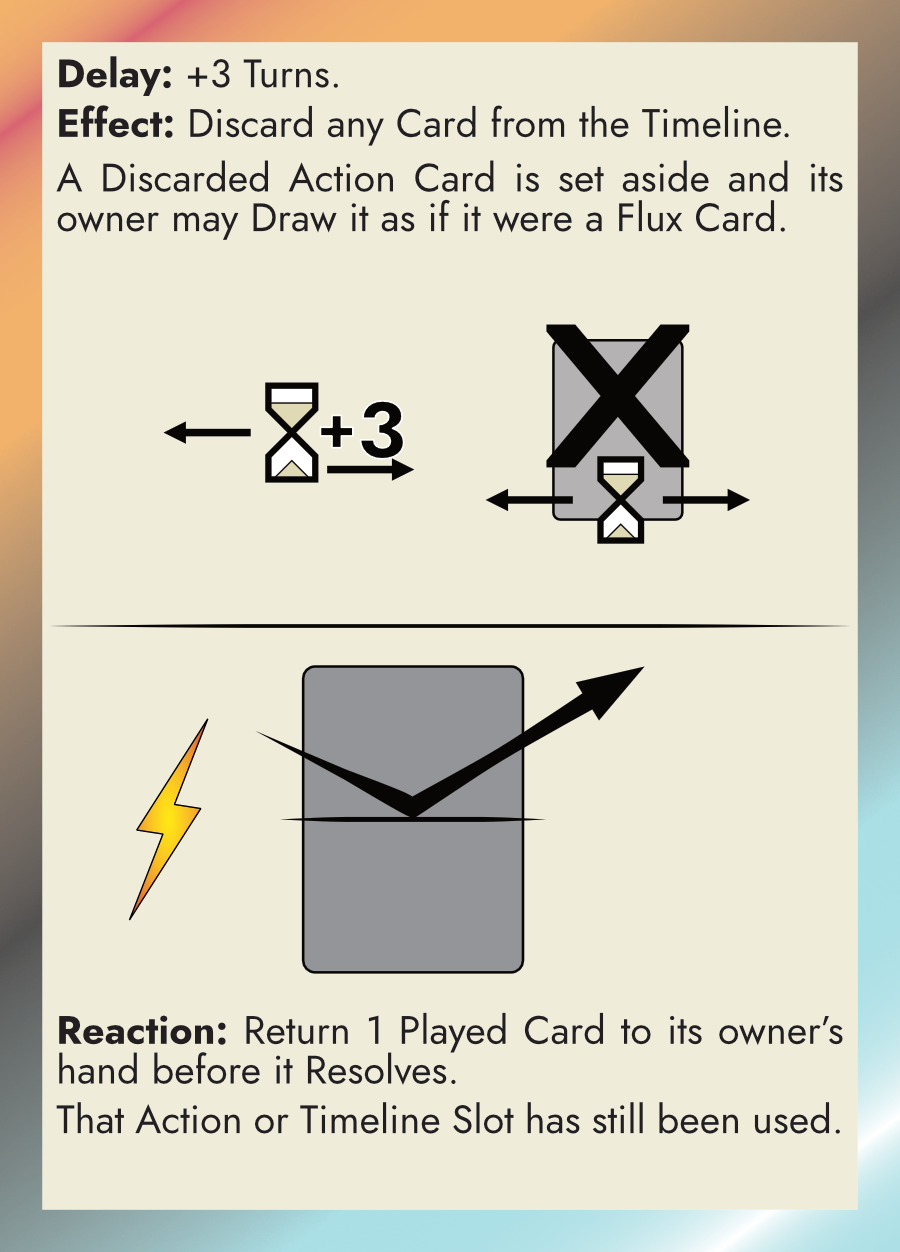 Delay: +3 Turns.
Effect: Discard any Card from the Timeline.
A Discarded Action Card is set aside and its
owner may Draw it as if it were a Flux Card.
+3
Reaction: Return 1 Played Card to its owner’s
hand before it Resolves.
That Action or Timeline Slot has still been used.